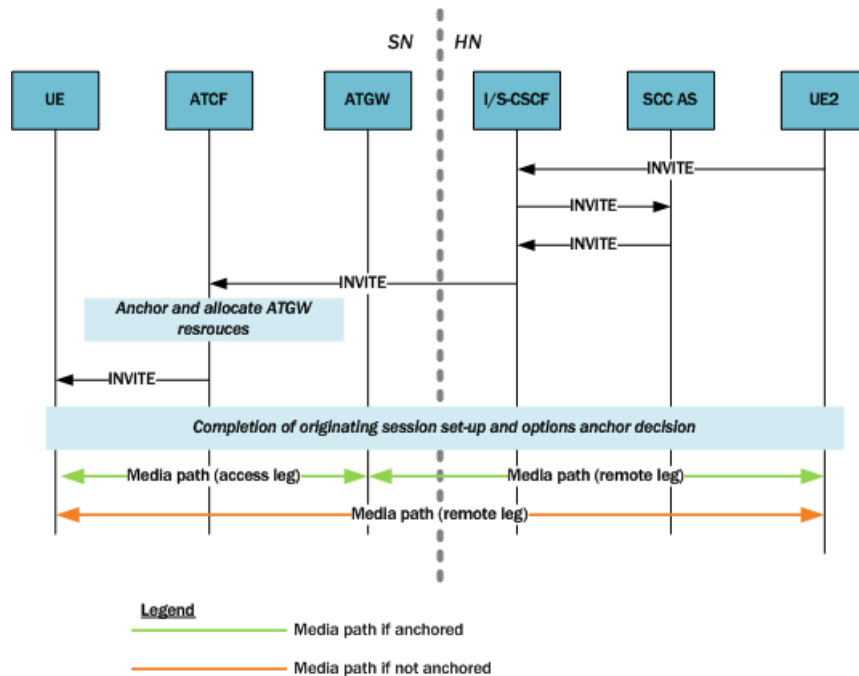 SN
HN
UE
ATCF
ATGW
I/S-CSCF
SCC AS
UE2
INVITE
INVITE
INVITE
INVITE
Anchor and allocate ATGW
resrouces
INVITE
Completion of originating session set-up and options anchor decision
Media path (access leg)
Media path (remote leg)
Media path (remote leg)
Legend
Media path if anchored
Media path if not anchored